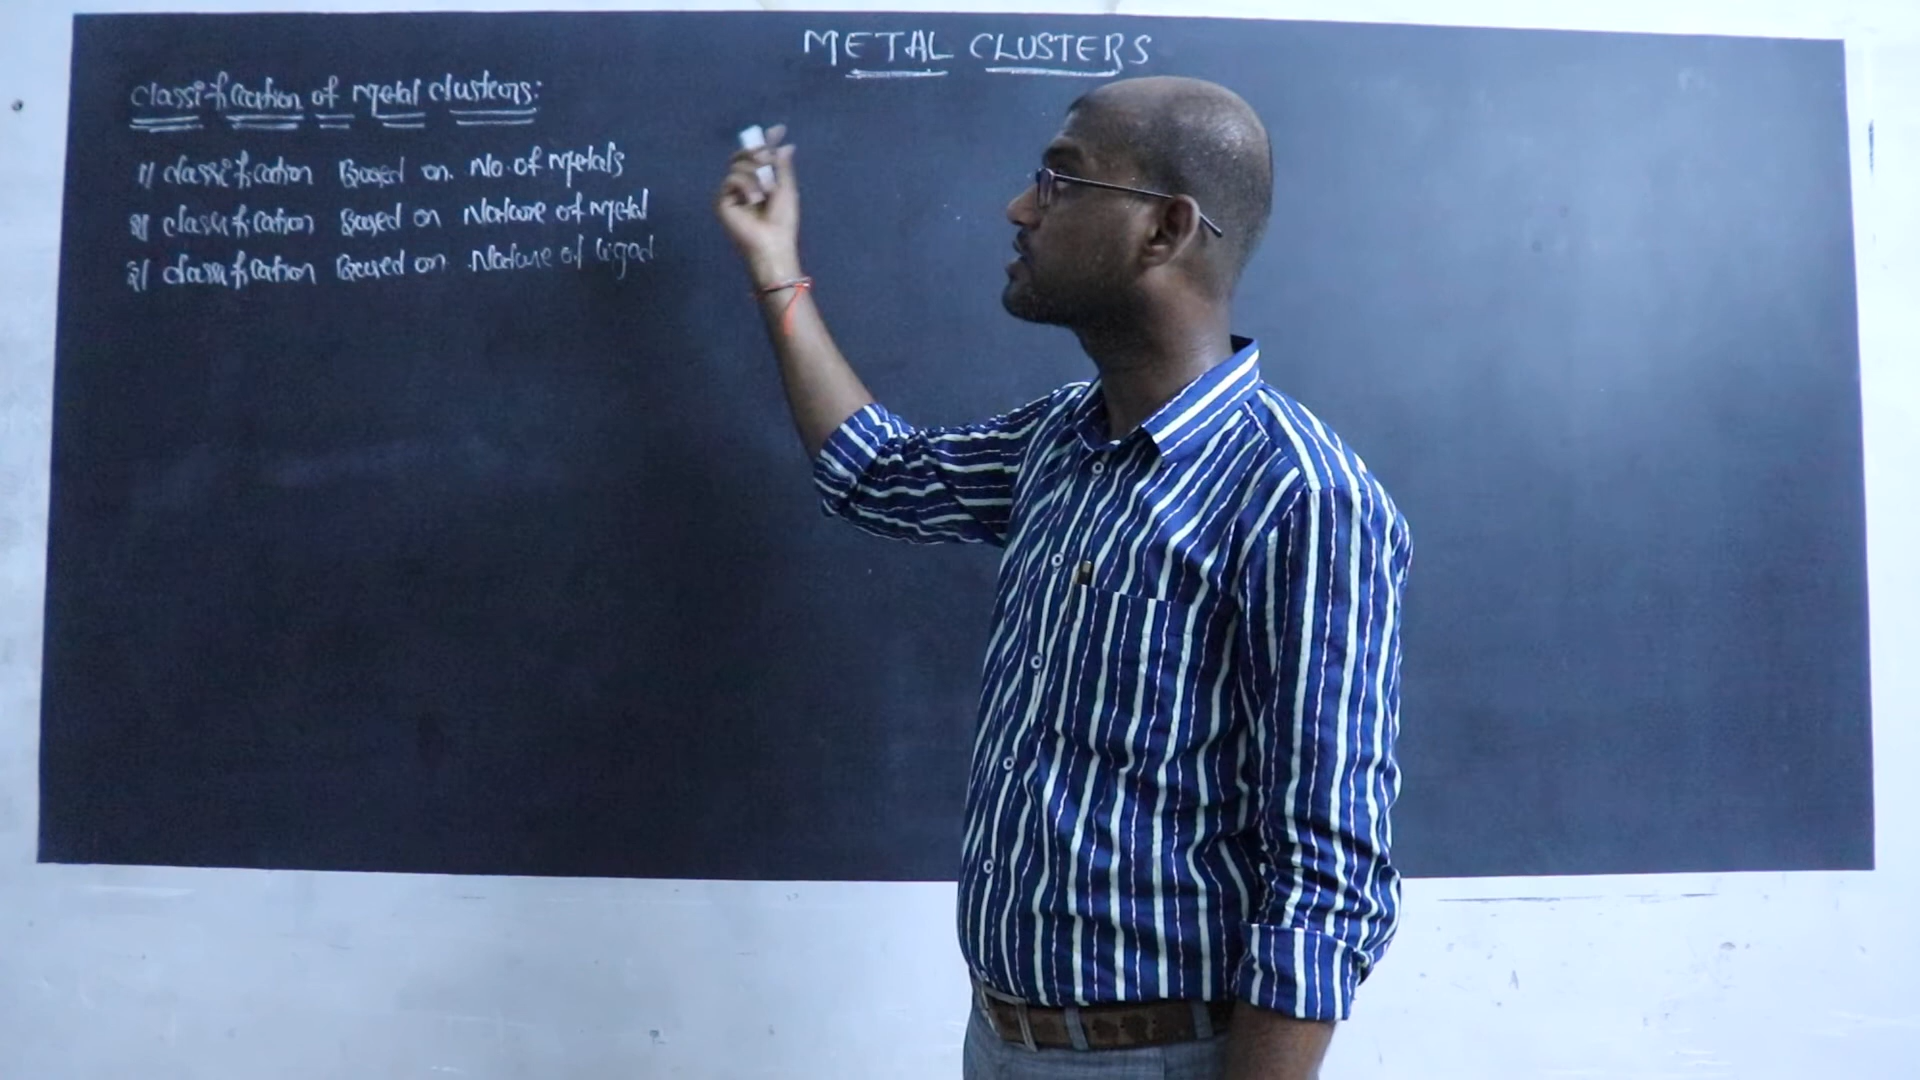 METAL CLUSTERS
Classification of Metal clusters:
1) classification Based on No. of Metals
2) classification Based on Nature of Metal
3) classification Based on Nature of ligand